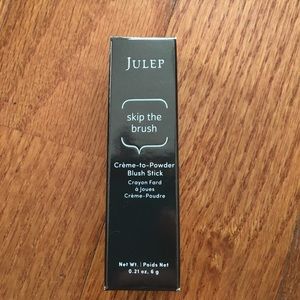 JULEP
skip the
brush
Crème-to-Powder
Blush Stick
Crayon Fard
à Joues
Crème-Poudre
Net Wt. | Poids Net
0.21 oz, 6 g